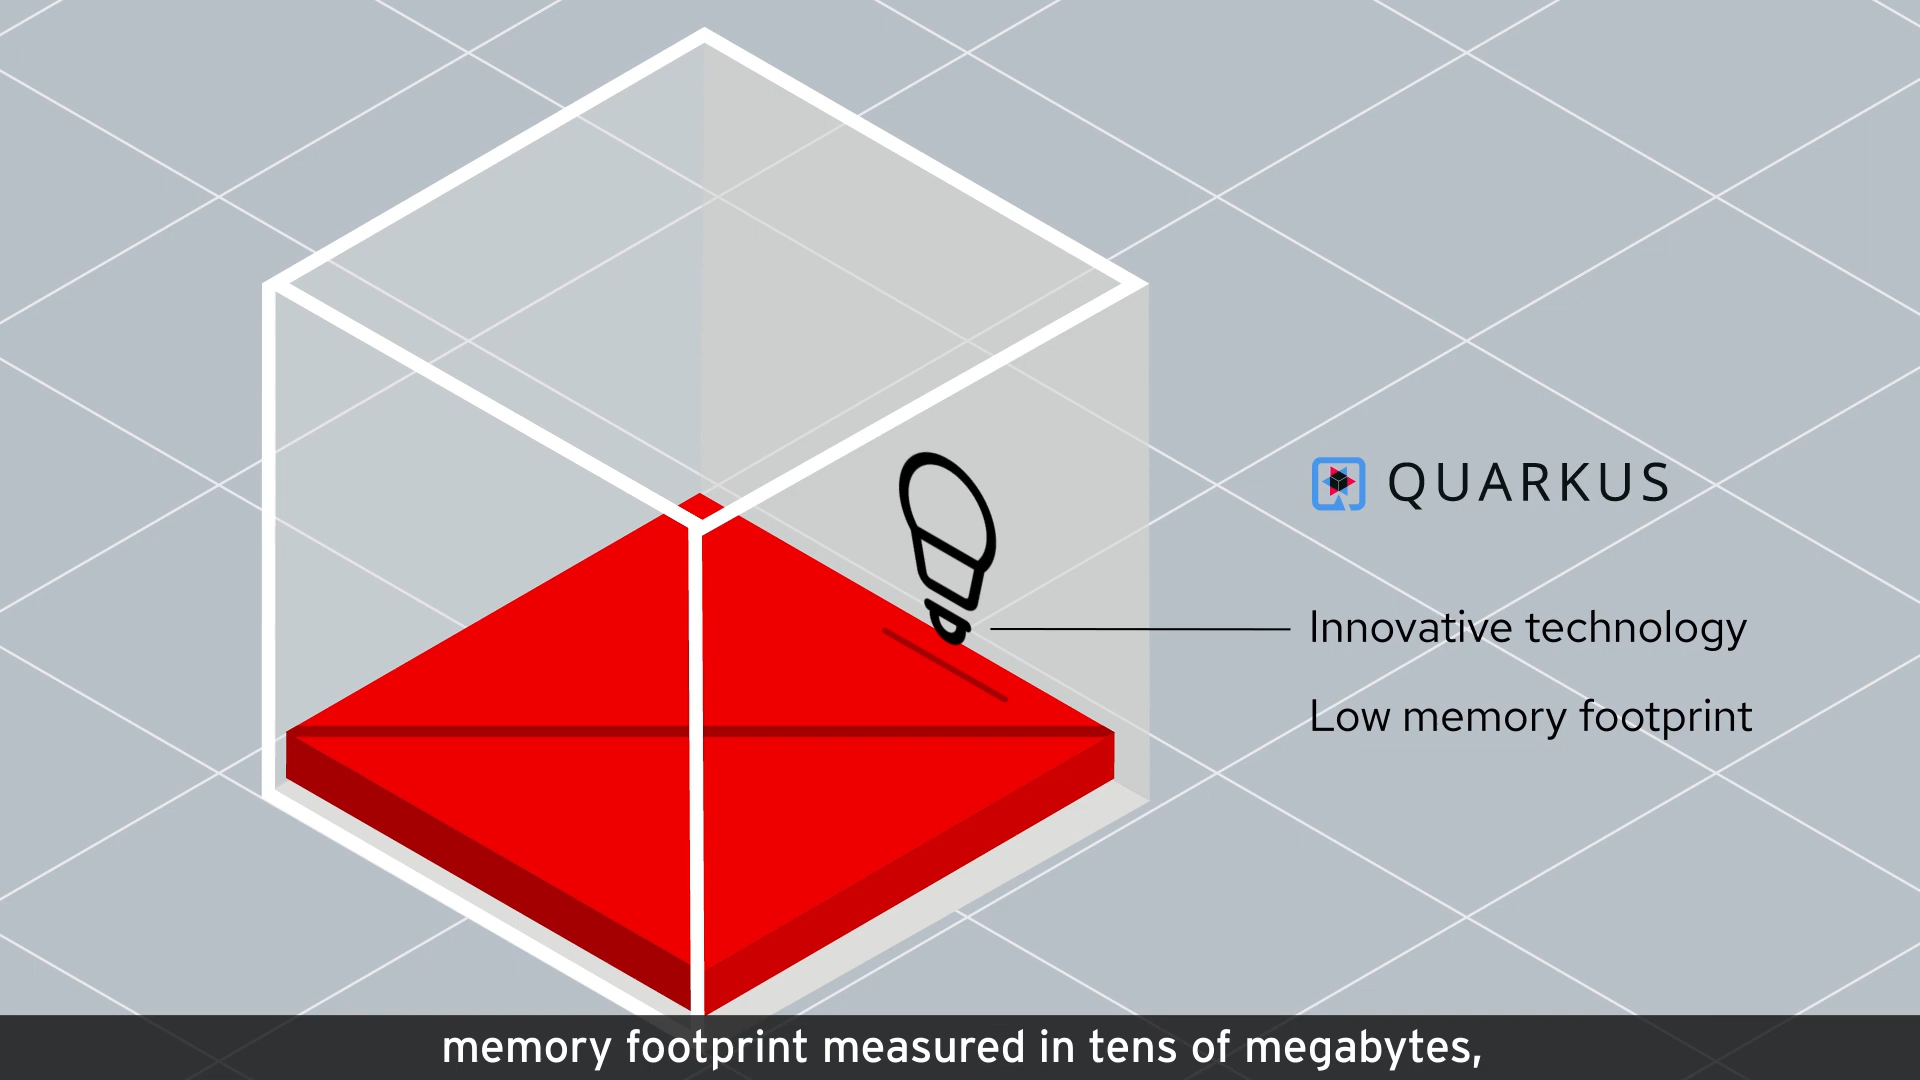 QUARKUS
Innovative technology
Low memory footprint
memory footprint measured in tens of megabytes,